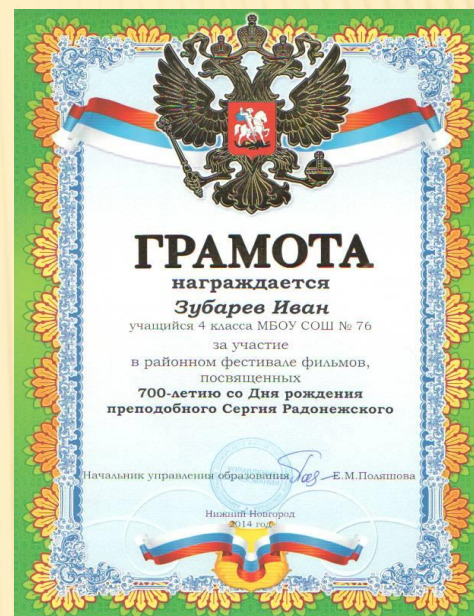 ГРАМОТА
награждается
Зубарев Иван
учащийся 4 класса МБОУ СОШ № 76
за участие
в районном фестивале фильмов,
посвященных
700-летию со Дня рождения
преподобного Сергия Радонежского
Начальник управления образования Е.М.Поляшова
Нижний Новгород
2014 год